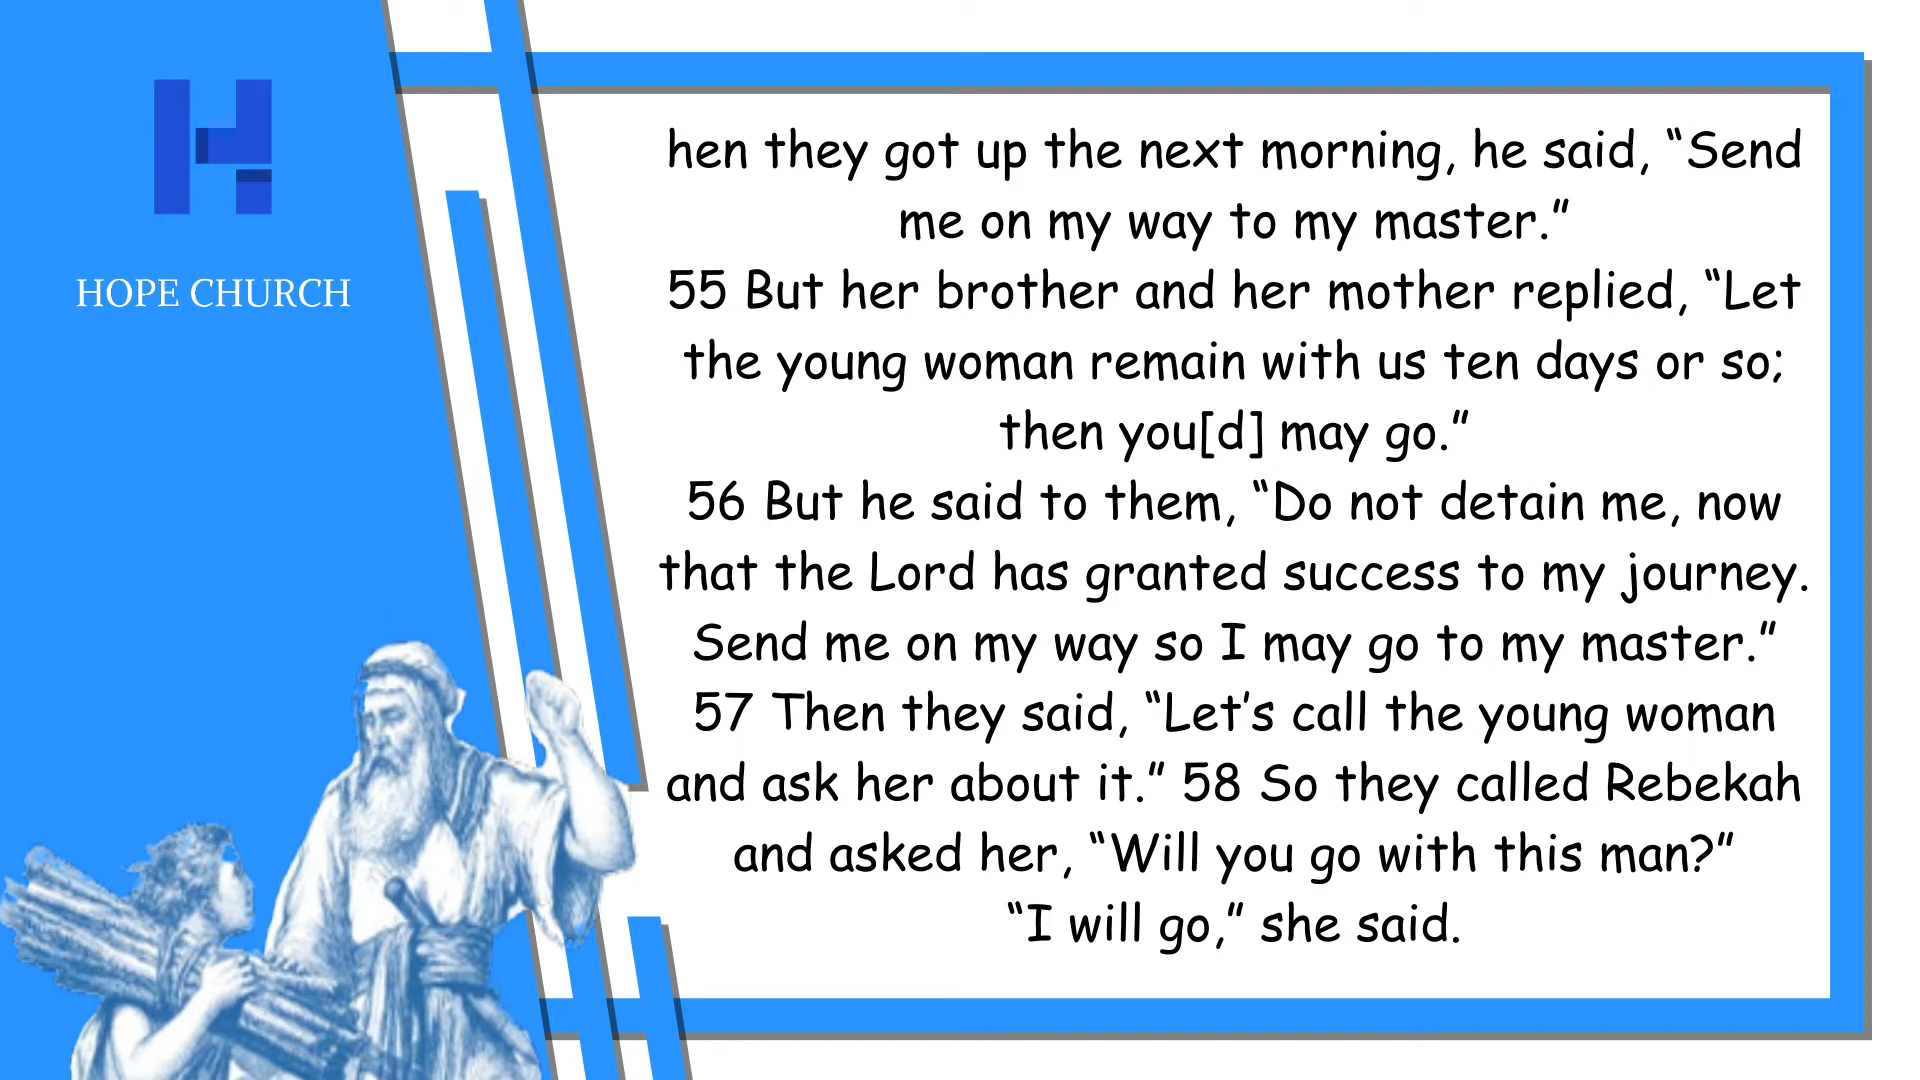 HOPE CHURCH
hen they got up the next morning, he said, “Send
me on my way to my master.”
55 But her brother and her mother replied, “Let
the young woman remain with us ten days or so;
then you[d] may go.”
56 But he said to them, “Do not detain me, now
that the Lord has granted success to my journey.
Send me on my way so I may go to my master.”
57 Then they said, “Let’s call the young woman
and ask her about it.” 58 So they called Rebekah
and asked her, “Will you go with this man?”
“I will go,” she said.